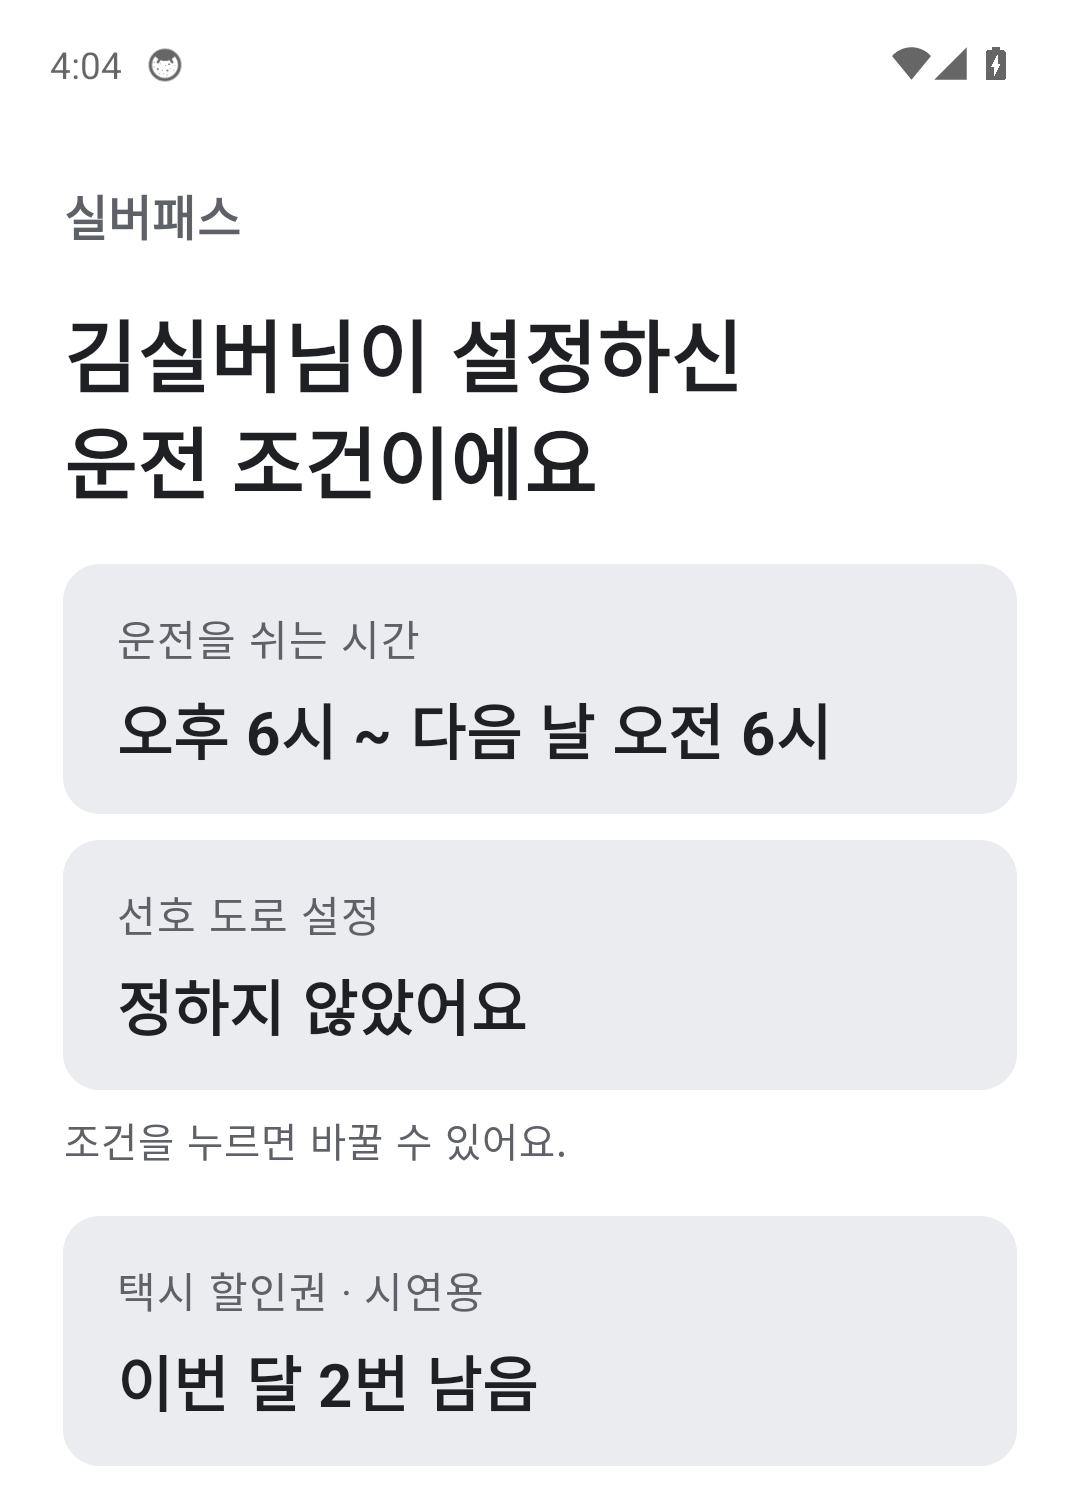 4:04
실버패스
김실버님이 설정하신
운전 조건이에요
운전을 쉬는 시간
오후 6시 ~ 다음 날 오전 6시
선호 도로 설정
정하지 않았어요
조건을 누르면 바꿀 수 있어요.
택시 할인권 · 시연용
이번 달 2번 남음